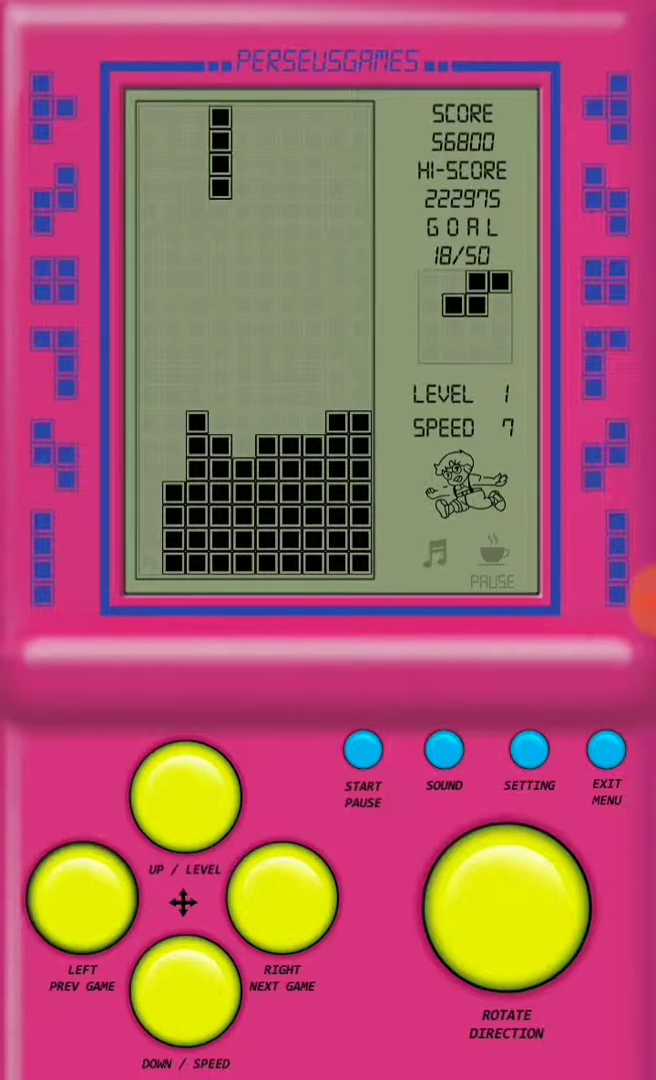 PERSEUSGAMES
SCORE
56800
HI-SCORE
222975
GOAL
18/50
LEVEL 1
SPEED 7
PAUSE
START
PAUSE
SOUND
SETTING
EXIT
MENU
UP / LEVEL
LEFT
PREV GAME
RIGHT
NEXT GAME
DOWN / SPEED
ROTATE
DIRECTION